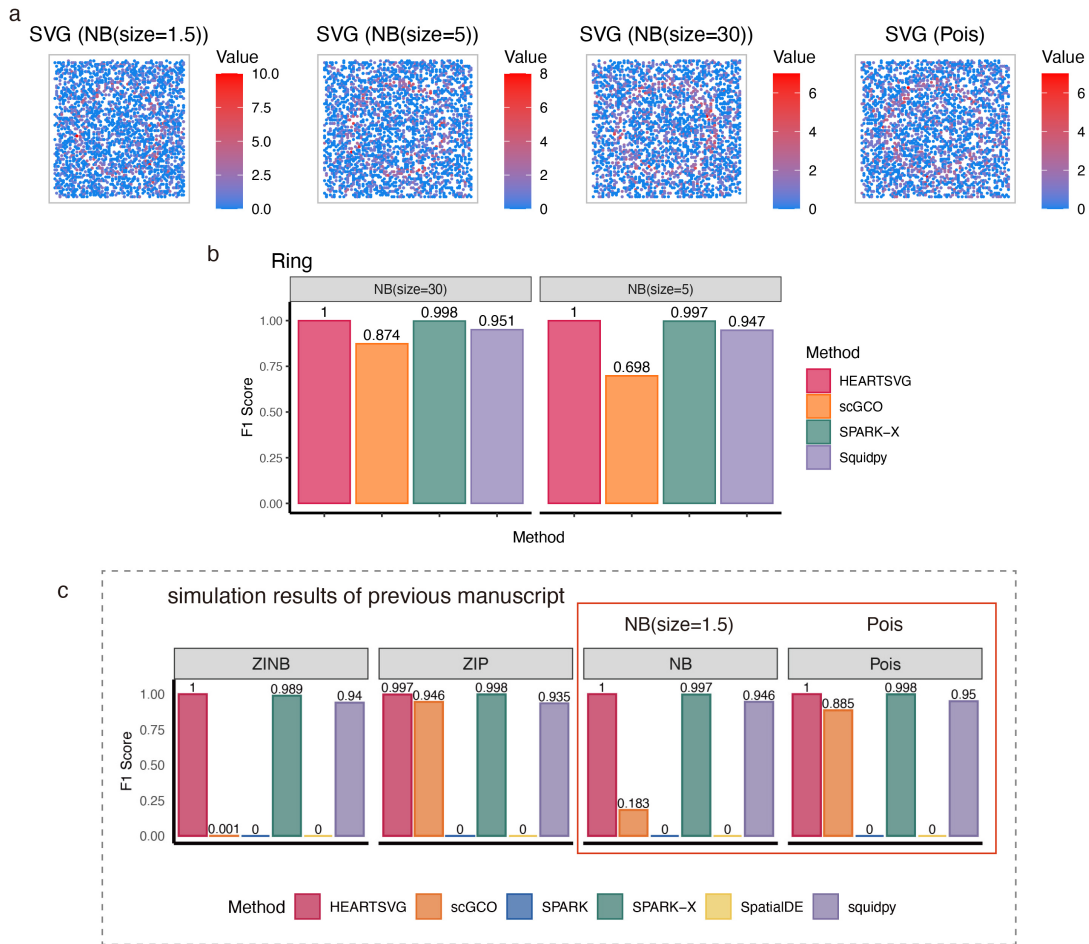 a
SVG (NB(size=1.5)) SVG (NB(size=5)) SVG (NB(size=30)) SVG (Pois)
Value Value Value Value
10.0 7.5 5.0 2.5 0.0
8 6 4 2 0
6 4 2 0
6 4 2 0
b
Ring
NB(size=30) NB(size=5)
1 0.874 0.998 0.951 1 0.698 0.997 0.947
1.00
0.75
0.50
0.25
0.00
F1 Score
Method
Method
HEARTSVG
scGCO
SPARK−X
Squidpy
c
simulation results of previous manuscript
NB(size=1.5) Pois
ZINB ZIP NB Pois
1 0.001 0 0.989 0 0.94
0.997 0.946 0 0.998 0 0.935
1 0.183 0 0.997 0 0.946
1 0.885 0 0.998 0 0.95
1.00
0.75
0.50
0.25
0.00
F1 Score
Method HEARTSVG scGCO SPARK SPARK−X SpatialDE squidpy